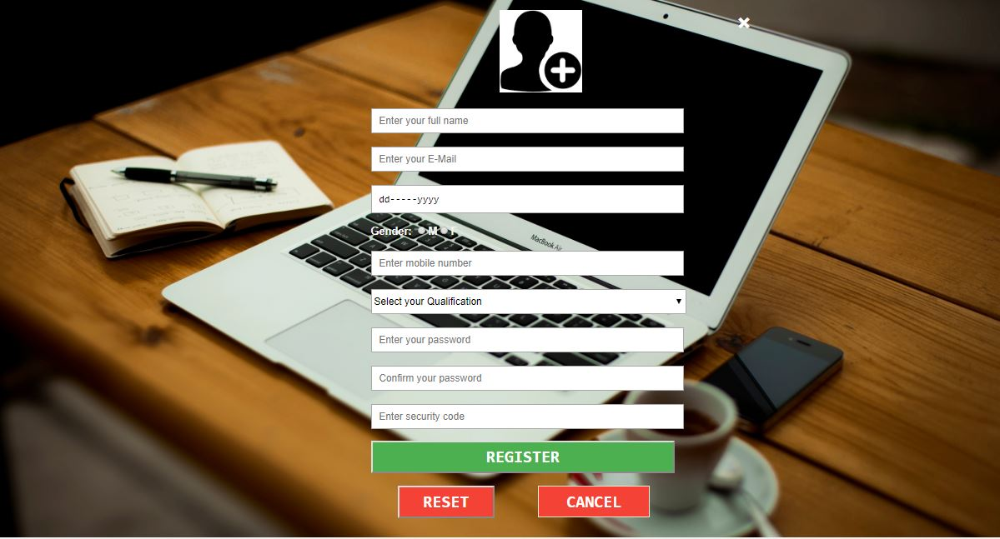 ✖
Enter your full name
Enter your E-Mail
dd-----yyyy
Gender: M F
MacBook Air
Enter mobile number
Select your Qualification
Enter your password
Confirm your password
Enter security code
REGISTER
RESET CANCEL